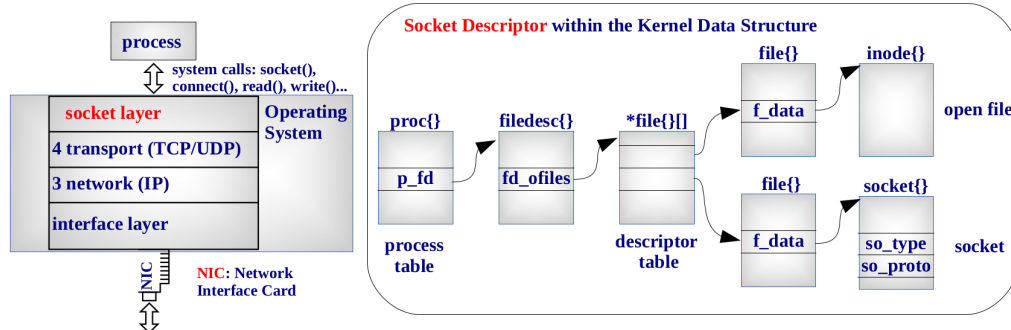 process
system calls: socket(),
connect(), read(), write()...
socket layer
Operating
System
4 transport (TCP/UDP)
3 network (IP)
interface layer
NIC
NIC: Network
Interface Card
Socket Descriptor within the Kernel Data Structure
proc{}
p_fd
process
table
filedesc{}
fd_ofiles
*file{}[]
descriptor
table
file{}
f_data
inode{}
open file
file{}
f_data
socket{}
so_type
so_proto
socket